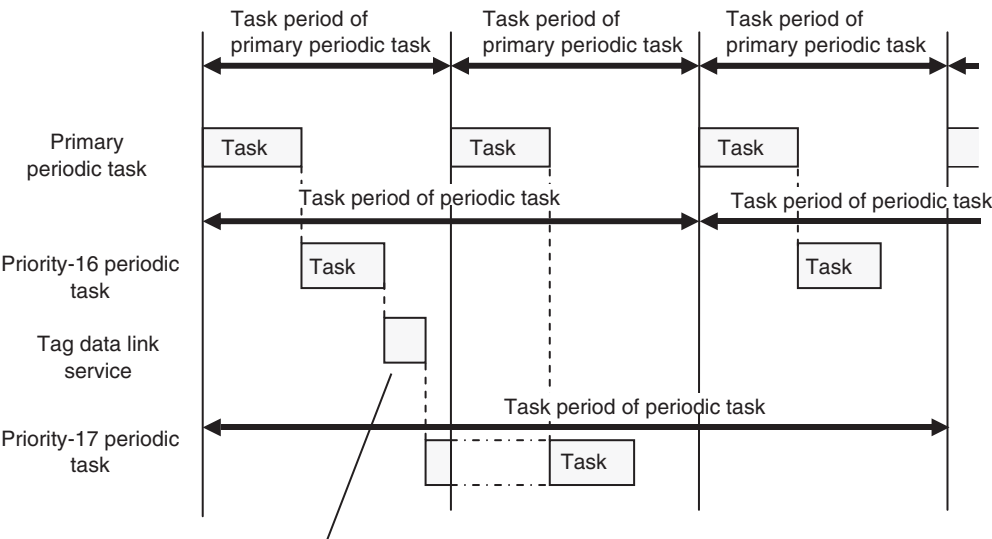 Task period of
primary periodic task
Task period of
primary periodic task
Task period of
primary periodic task
Primary
periodic task
Task
Task
Task
Task period of periodic task
Task period of periodic task
Priority-16 periodic
task
Task
Task
Tag data link
service
Task period of periodic task
Priority-17 periodic
task
Task